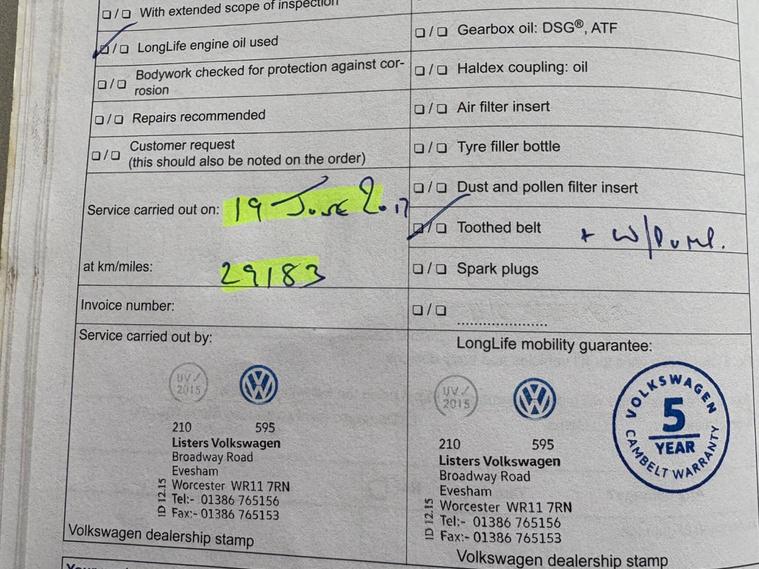 ❏/❏ With extended scope of inspection
❏/❏ LongLife engine oil used
❏/❏ Bodywork checked for protection against cor-
rosion
❏/❏ Repairs recommended
❏/❏ Customer request
(this should also be noted on the order)
Service carried out on: 19 JUNE 2017
at km/miles: 29183
Invoice number:
Service carried out by:
UV✓
2015
210 595
Listers Volkswagen
Broadway Road
Evesham
Worcester WR11 7RN
Tel:- 01386 765156
Fax:- 01386 765153
ID 12.15
Volkswagen dealership stamp
❏/❏ Gearbox oil: DSG®, ATF
❏/❏ Haldex coupling: oil
❏/❏ Air filter insert
❏/❏ Tyre filler bottle
❏/❏ Dust and pollen filter insert
❏/❏ Toothed belt + W/PUMP.
❏/❏ Spark plugs
❏/❏ ....................
LongLife mobility guarantee:
UV✓
2015
210 595
Listers Volkswagen
Broadway Road
Evesham
Worcester WR11 7RN
Tel:- 01386 765156
Fax:- 01386 765153
ID 12.15
VOLKSWAGEN
5
YEAR
CAMBELT WARRANTY
Volkswagen dealership stamp